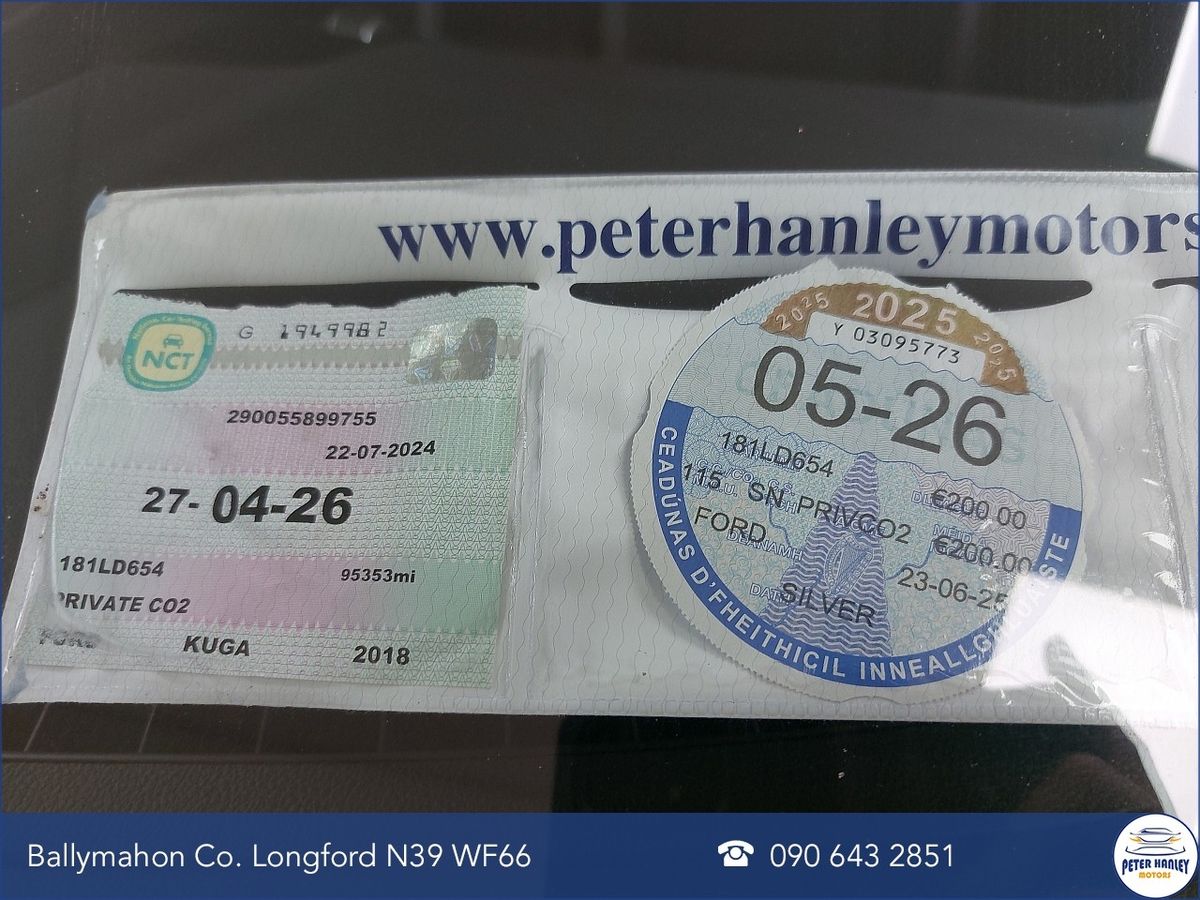 www.peterhanleymotors
NCT
G 1949982
290055899755
22-07-2024
27-04-26
181LD654
95353mi
PRIVATE CO2
FORD
KUGA
2018
2025 2025 2025
Y 03095773
05-26
181LD654
€200 00
115 SN PRIVCO2
€200.00
FORD
DÉANAMH
23-06-25
SILVER
CEADÚNAS D'FHEITHICIL
Ballymahon Co. Longford N39 WF66
☎ 090 643 2851
PETER HANLEY
MOTORS